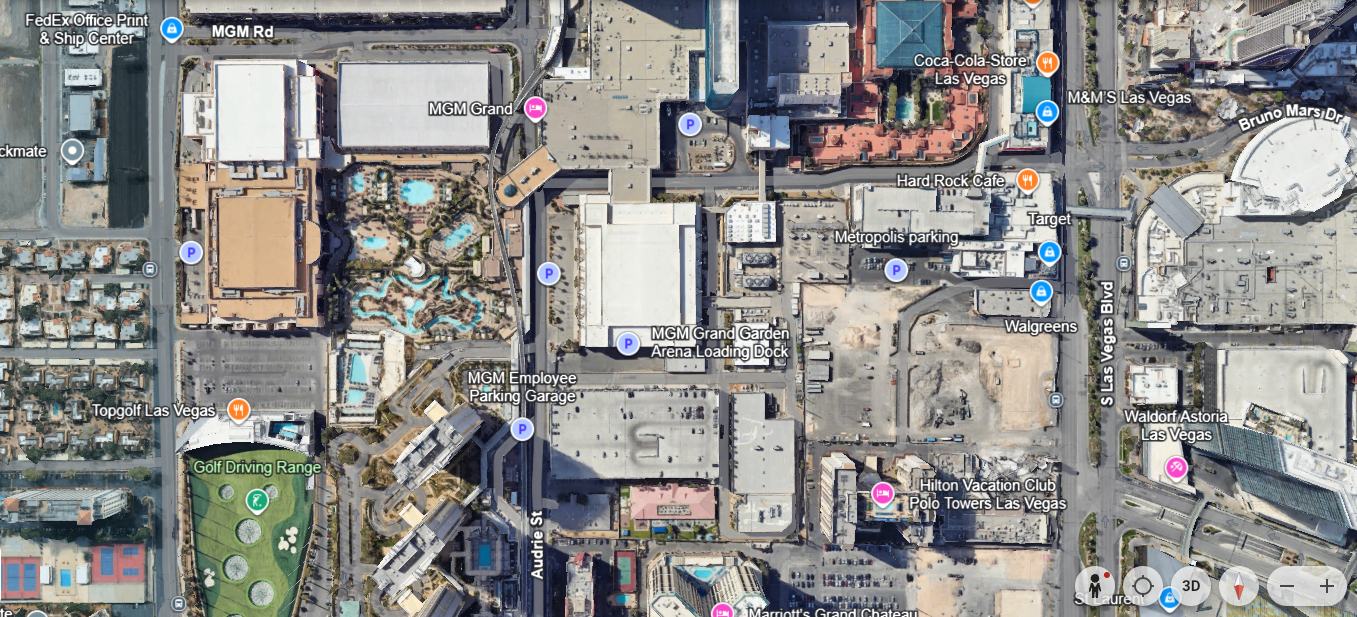 FedEx Office Print
& Ship Center
MGM Rd
Coca-Cola-Store
Las Vegas
M&M'S Las Vegas
MGM Grand
P
Bruno Mars Dr
ckmate
Hard Rock Cafe
Target
Metropolis parking
P
P
P
Walgreens
MGM Grand Garden
Arena Loading Dock
P
S Las Vegas Blvd
MGM Employee
Parking Garage
P
Topgolf Las Vegas
Waldorf Astoria
Las Vegas
Golf Driving Range
Hilton Vacation Club
Polo Towers Las Vegas
Audrie St
3D
St Laurent
Marriott's Grand Chateau
te